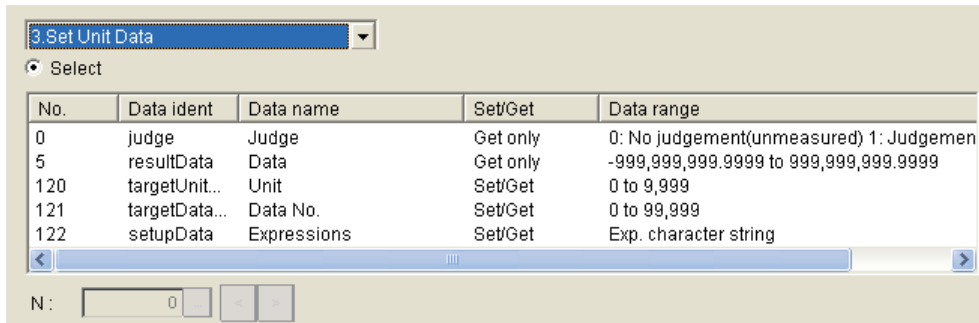 3.Set Unit Data
Select
No. Data ident Data name Set/Get Data range
0 judge Judge Get only 0: No judgement(unmeasured) 1: Judgemen
5 resultData Data Get only -999,999,999.9999 to 999,999,999.9999
120 targetUnit... Unit Set/Get 0 to 9,999
121 targetData... Data No. Set/Get 0 to 99,999
122 setupData Expressions Set/Get Exp. character string
N : 0 ... < >